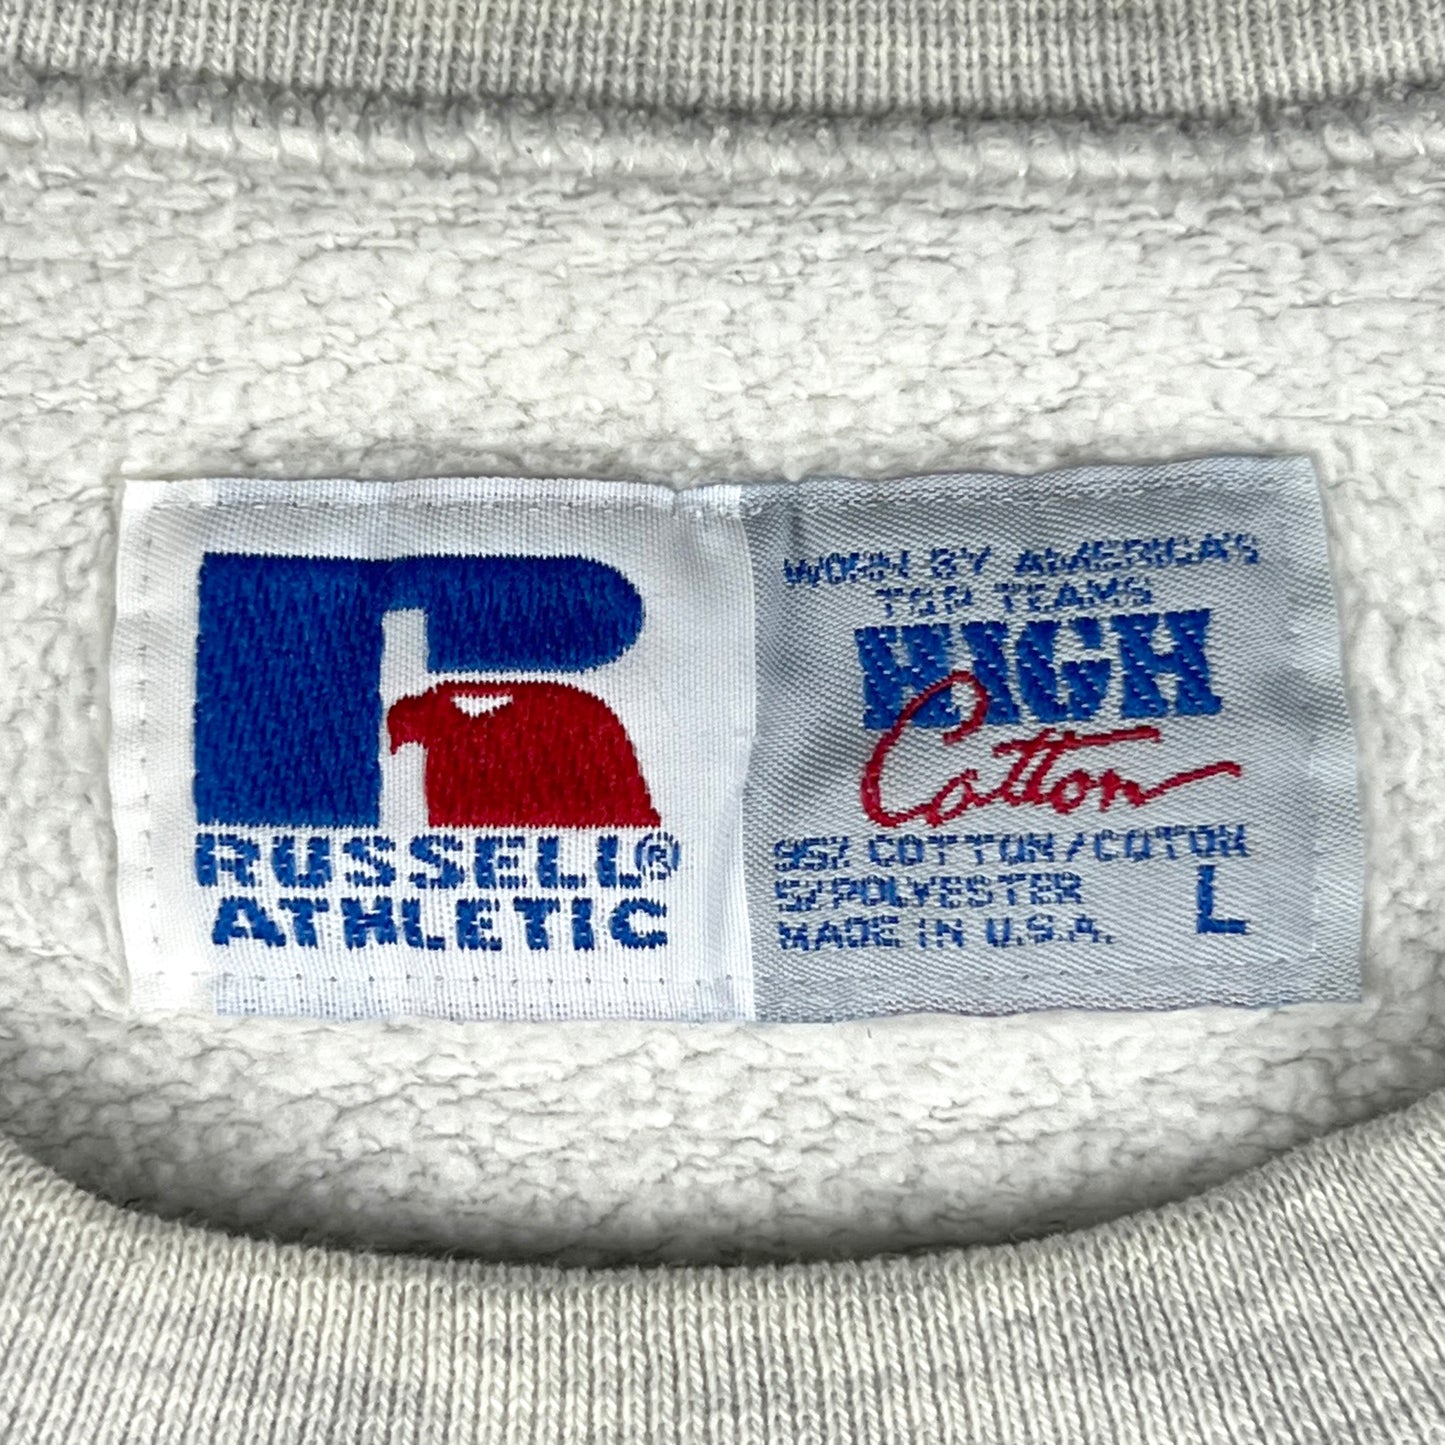 RUSSELL®
ATHLETIC
WORN BY AMERICA'S
TOP TEAMS
HIGH
Cotton
95% COTTON/COTON
5%POLYESTER
MADE IN U.S.A.
L